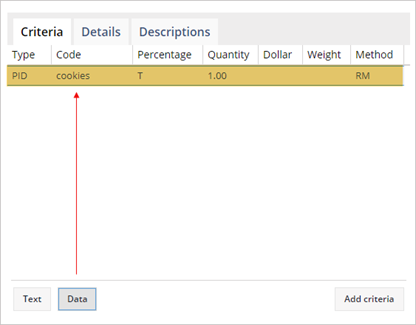 Criteria Details Descriptions
Type Code Percentage Quantity Dollar Weight Method
PID cookies T 1.00 RM
Text Data Add criteria